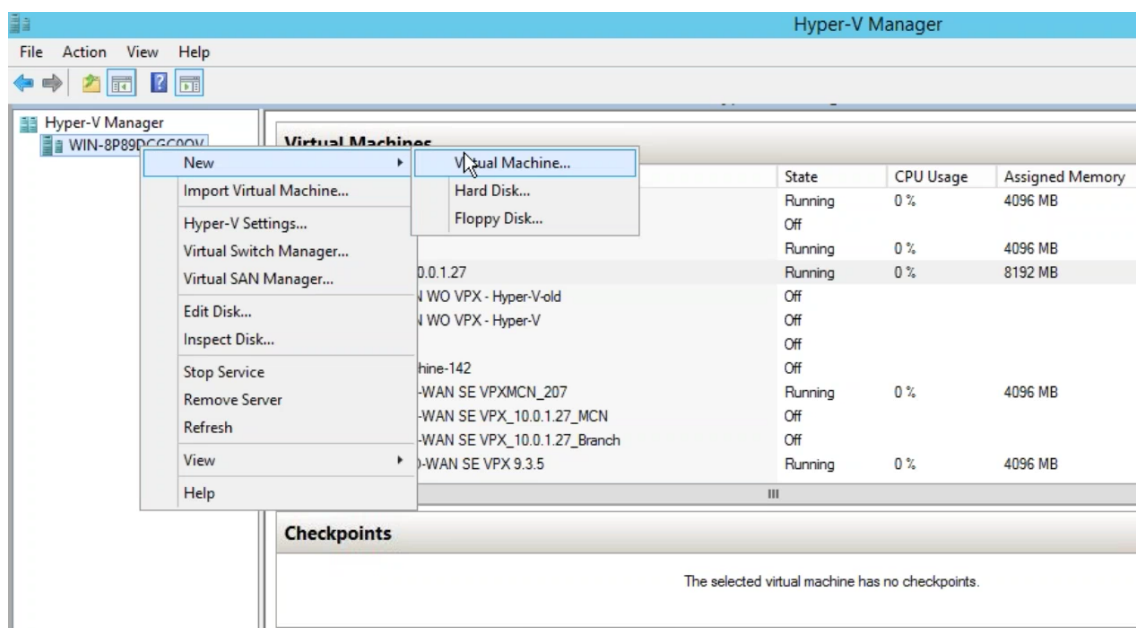 Hyper-V Manager
File Action View Help
Hyper-V Manager
WIN-8P89DCGC0QV
Virtual Machines
New
Virtual Machine...
Import Virtual Machine...
Hard Disk...
Hyper-V Settings...
Floppy Disk...
Virtual Switch Manager...
Virtual SAN Manager...
Edit Disk...
Inspect Disk...
Stop Service
Remove Server
Refresh
View
Help
State CPU Usage Assigned Memory
Running 0 % 4096 MB
Off
Running 0 % 4096 MB
0.0.1.27 Running 0 % 8192 MB
WO VPX - Hyper-V-old Off
WO VPX - Hyper-V Off
Off
hine-142 Off
-WAN SE VPXMCN_207 Running 0 % 4096 MB
-WAN SE VPX_10.0.1.27_MCN Off
-WAN SE VPX_10.0.1.27_Branch Off
-WAN SE VPX 9.3.5 Running 0 % 4096 MB
Checkpoints
The selected virtual machine has no checkpoints.